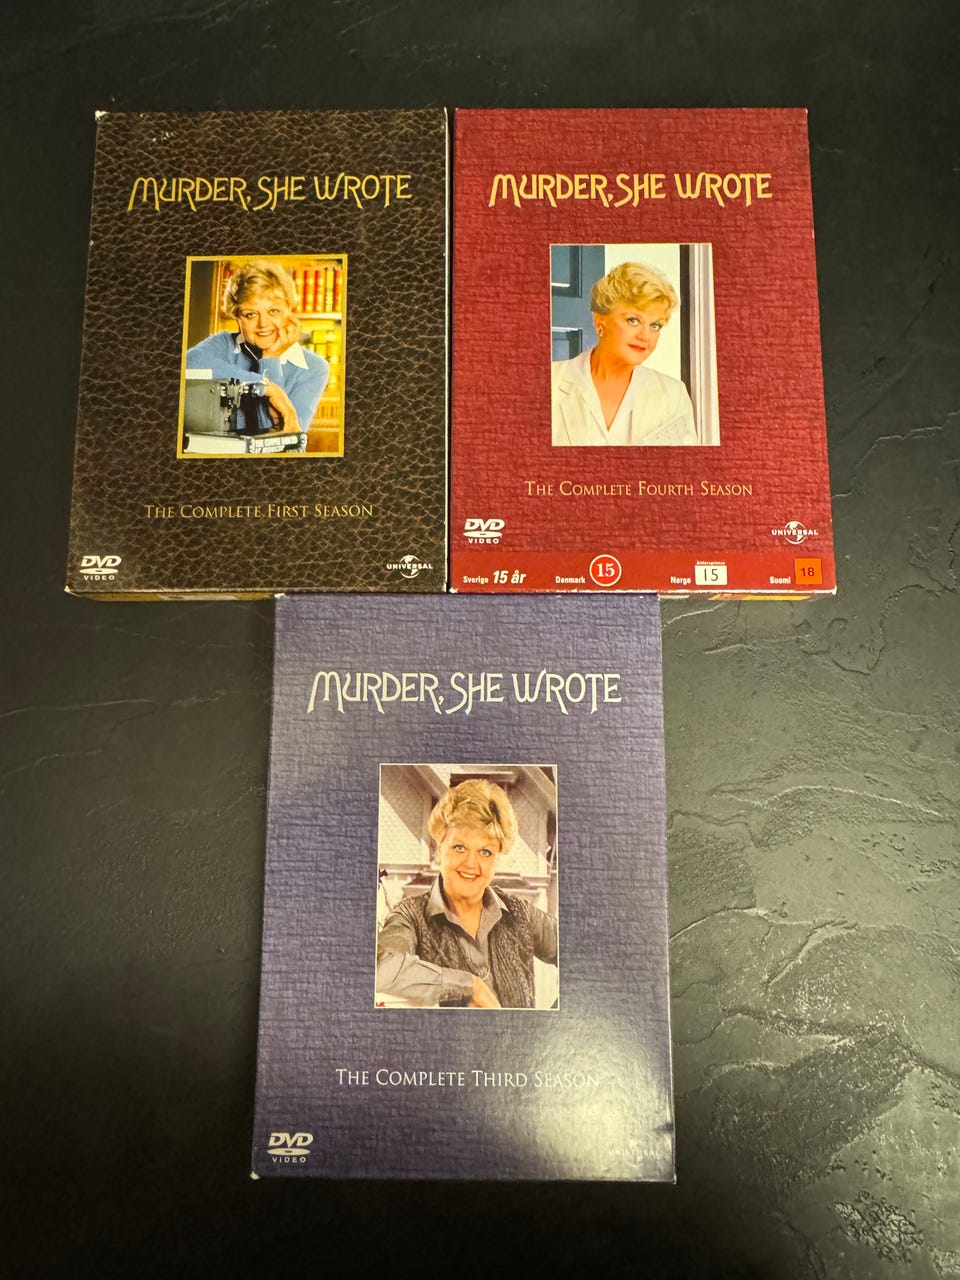 MURDER, SHE WROTE
THE COMPLETE FIRST SEASON
DVD
VIDEO
UNIVERSAL
MURDER, SHE WROTE
THE COMPLETE FOURTH SEASON
DVD
VIDEO
UNIVERSAL
Sverige 15 år
Danmark 15
Norge 15
Suomi 18
MURDER, SHE WROTE
THE COMPLETE THIRD SEASON
DVD
VIDEO
UNIVERSAL